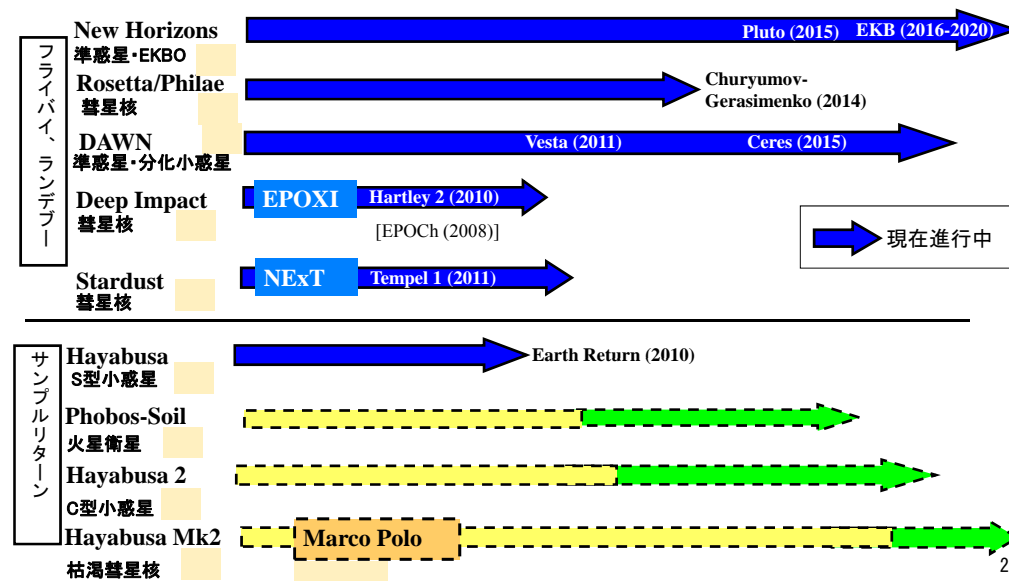 フライバイ、ランデブー
New Horizons
準惑星・EKBO
Pluto (2015)
EKB (2016-2020)
Rosetta/Philae
彗星核
Churyumov-
Gerasimenko (2014)
DAWN
準惑星・分化小惑星
Vesta (2011)
Ceres (2015)
Deep Impact
彗星核
EPOXI
Hartley 2 (2010)
[EPOCh (2008)]
現在進行中
Stardust
彗星核
NExT
Tempel 1 (2011)
サンプルリターン
Hayabusa
S型小惑星
Earth Return (2010)
Phobos-Soil
火星衛星
Hayabusa 2
C型小惑星
Hayabusa Mk2
枯渇彗星核
Marco Polo
2